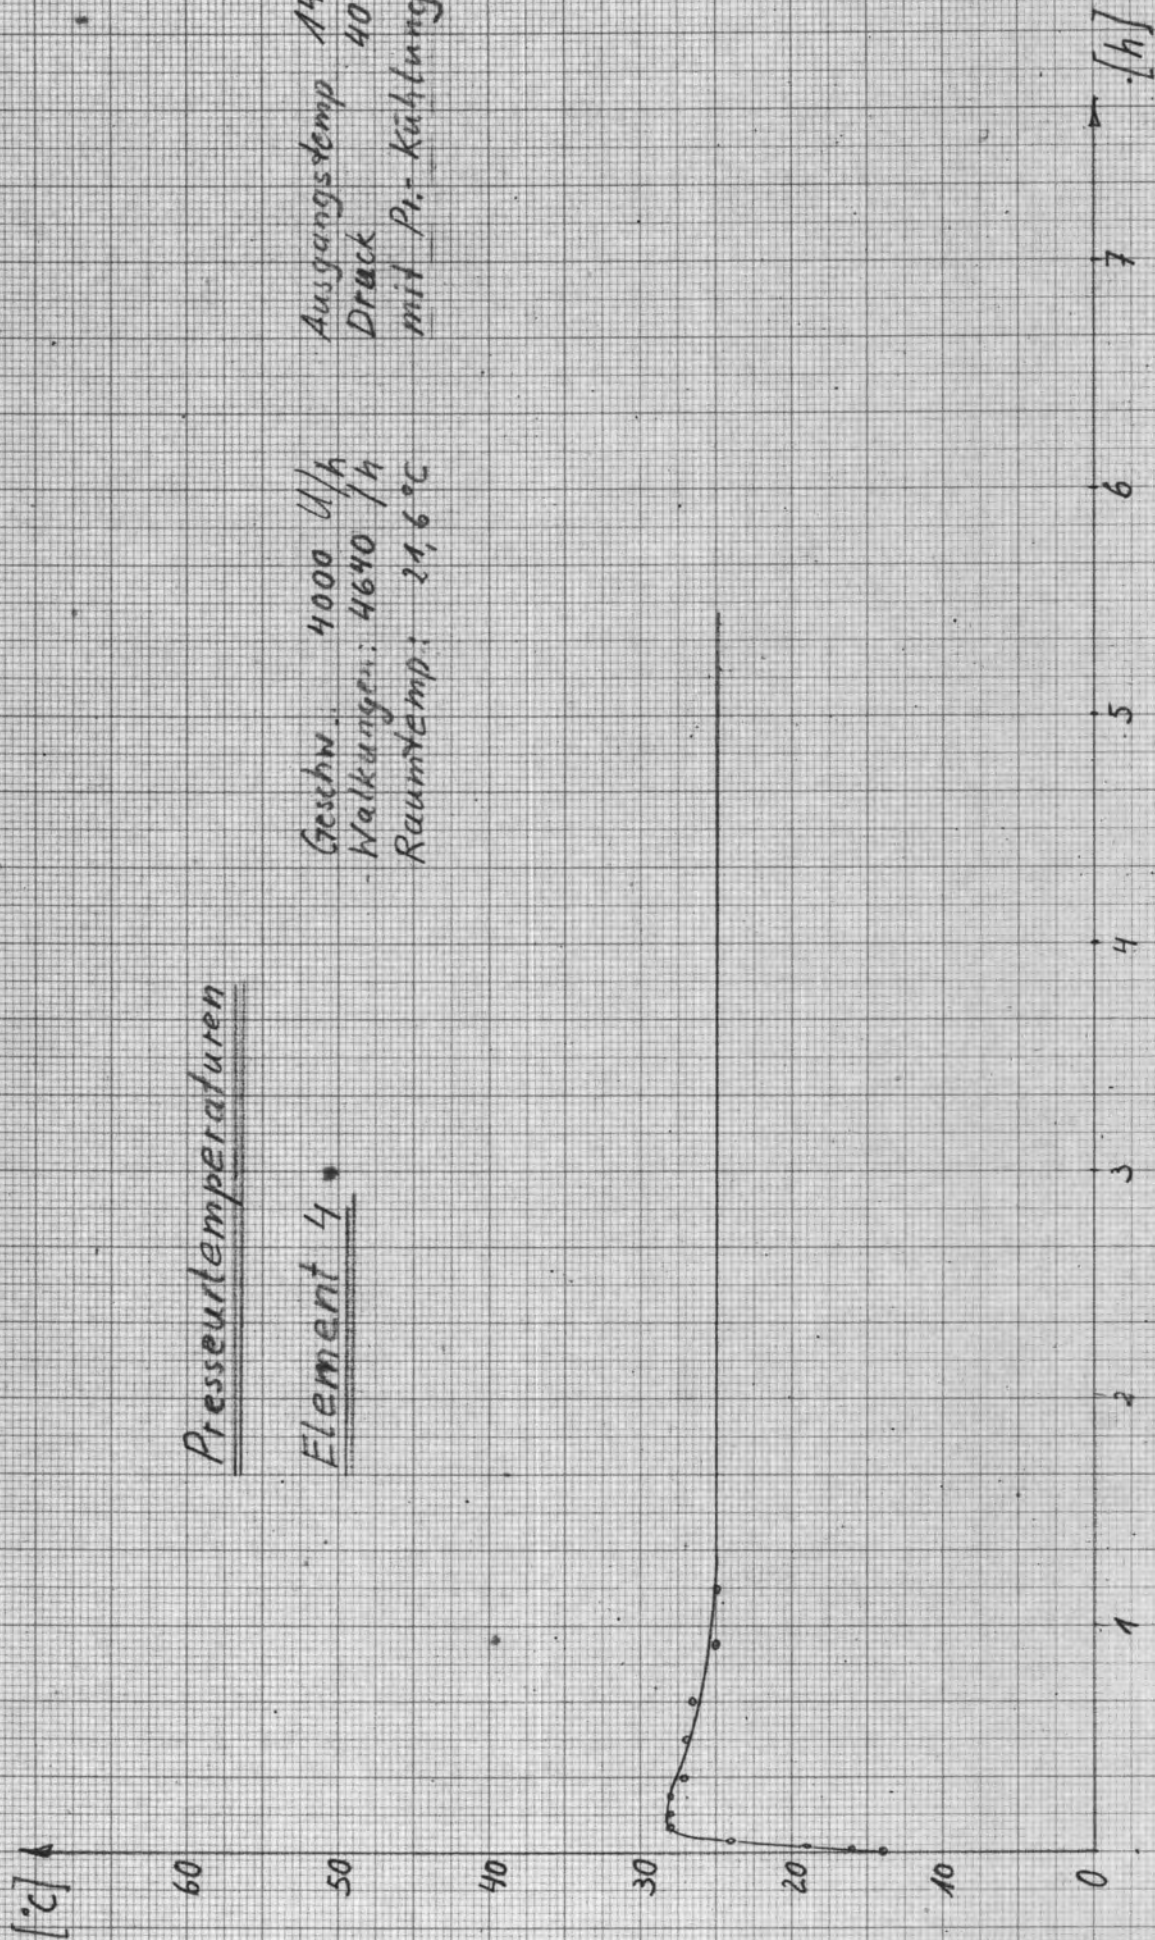 [°C]
Presseurtemperaturen
Element 4
Geschw. 4000 U/h
Walkungen: 4640 /h
Raumtemp.: 21,6°C
Ausgangstemp 14
Druck 40
mit Pr.-Kühlung
60
50
40
30
20
10
0
1
2
3
4
5
6
7
[h]